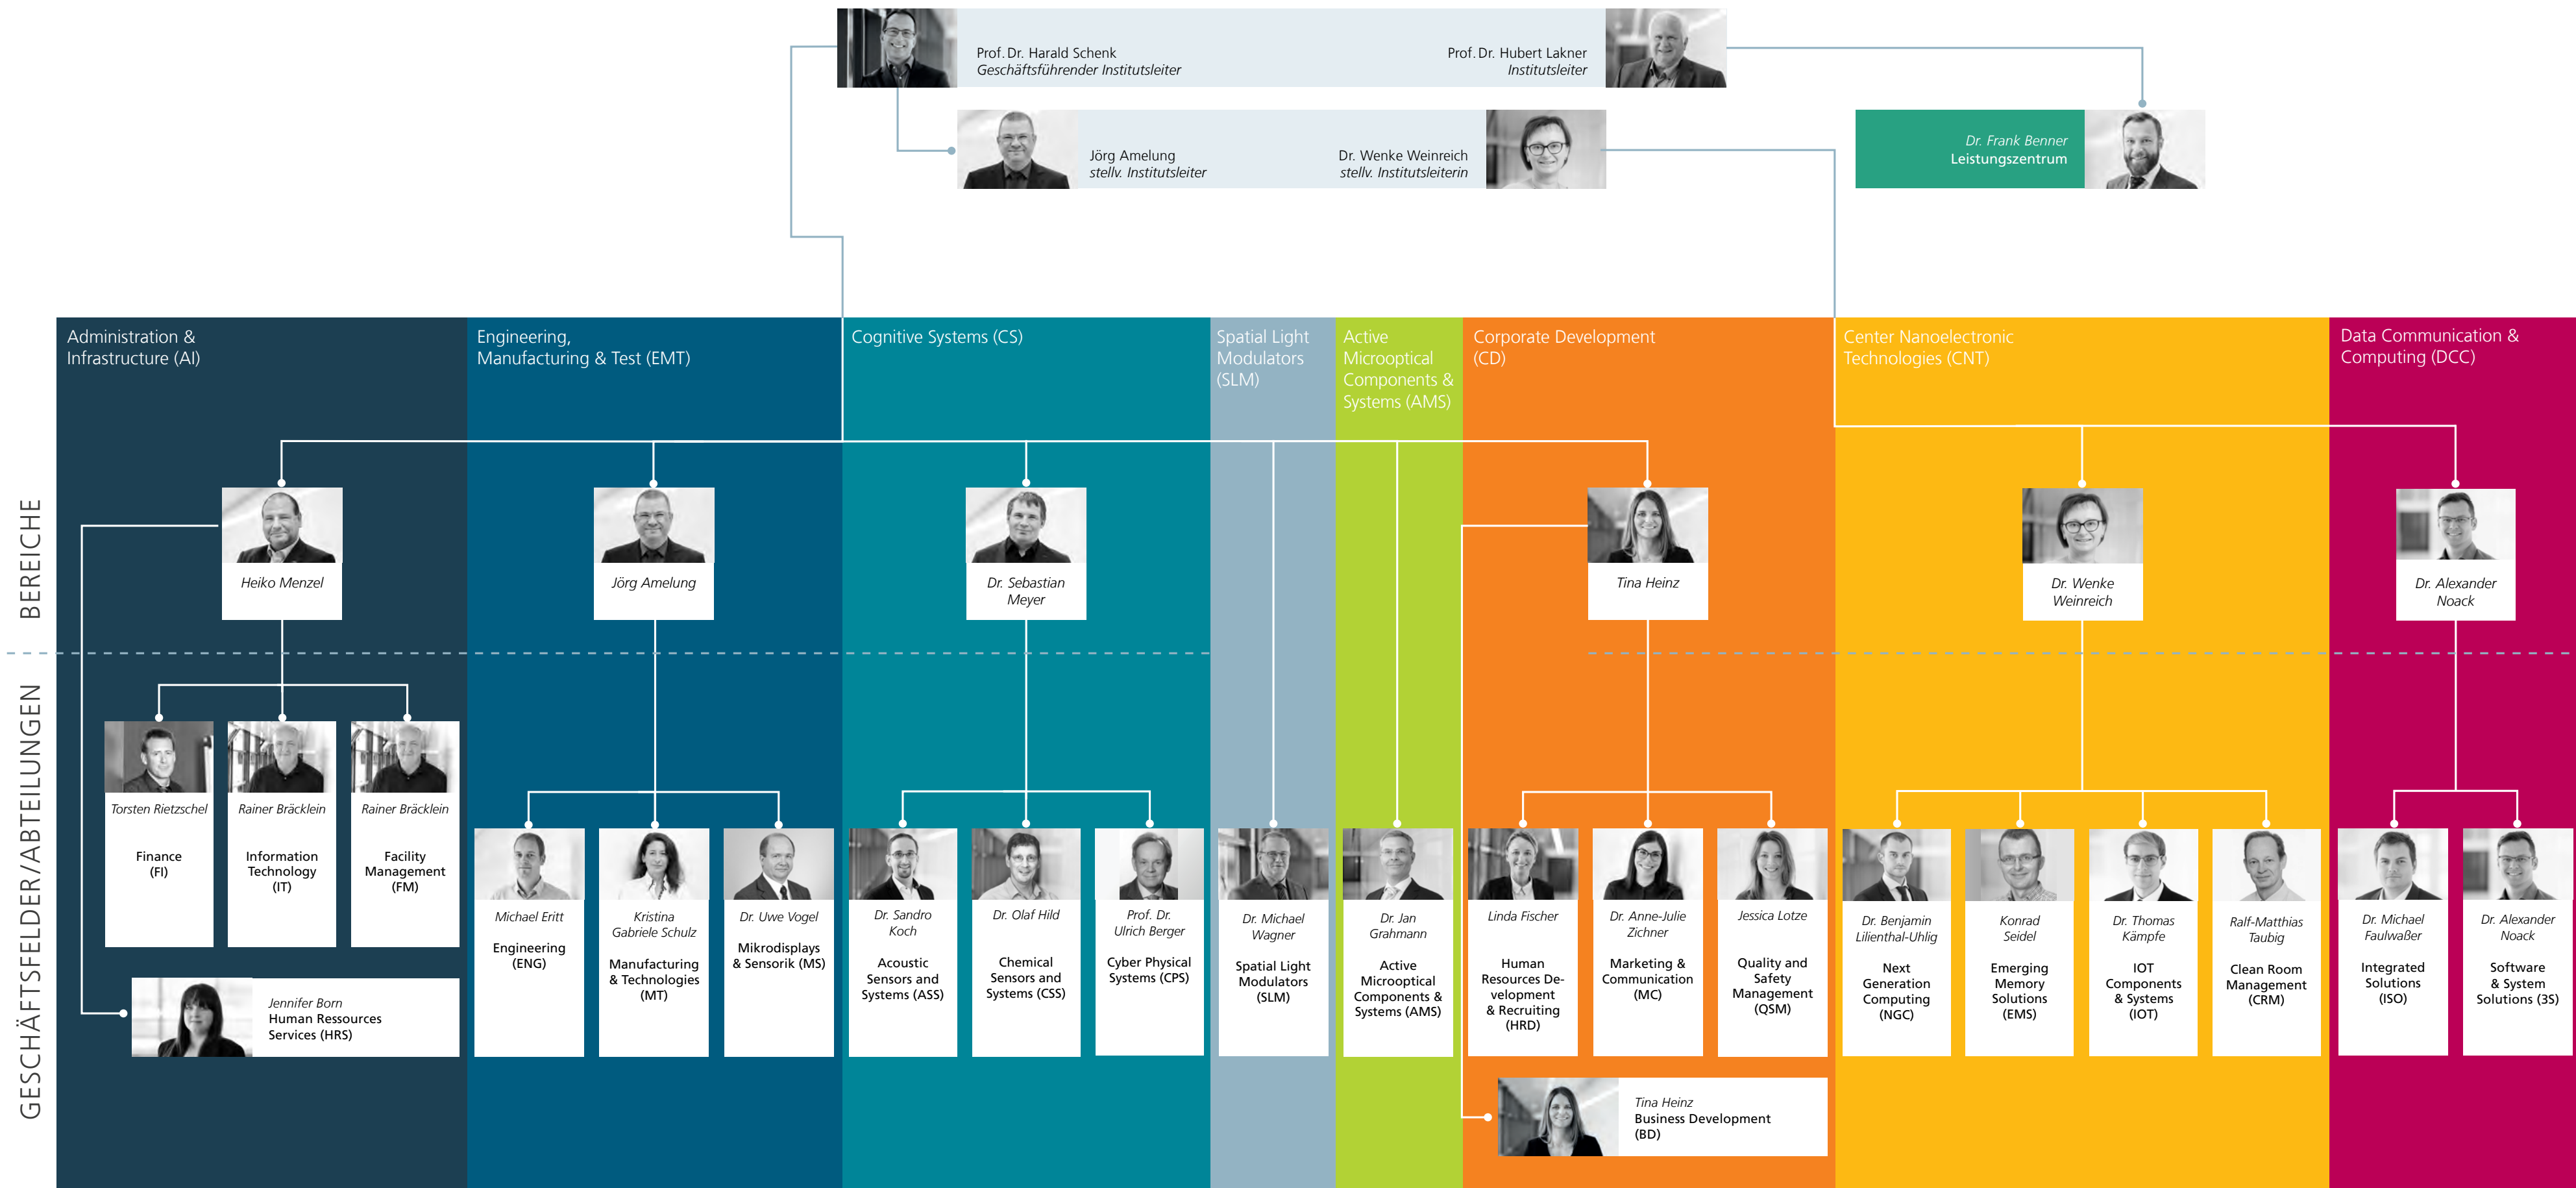 Prof. Dr. Harald Schenk
Geschäftsführender Institutsleiter
Prof. Dr. Hubert Lakner
Institutsleiter
Jörg Amelung
stellv. Institutsleiter
Dr. Wenke Weinreich
stellv. Institutsleiterin
Dr. Frank Benner
Leistungszentrum
BEREICHE
GESCHÄFTSFELDER/ABTEILUNGEN
Administration &
Infrastructure (AI)
Heiko Menzel
Torsten Rietzschel
Finance
(FI)
Rainer Bräcklein
Information
Technology
(IT)
Rainer Bräcklein
Facility
Management
(FM)
Jennifer Born
Human Ressources
Services (HRS)
Engineering,
Manufacturing & Test (EMT)
Jörg Amelung
Michael Eritt
Engineering
(ENG)
Kristina
Gabriele Schulz
Manufacturing
& Technologies
(MT)
Dr. Uwe Vogel
Mikrodisplays
& Sensorik (MS)
Cognitive Systems (CS)
Dr. Sebastian
Meyer
Dr. Sandro
Koch
Acoustic
Sensors and
Systems (ASS)
Dr. Olaf Hild
Chemical
Sensors and
Systems (CSS)
Prof. Dr.
Ulrich Berger
Cyber Physical
Systems (CPS)
Spatial Light
Modulators
(SLM)
Dr. Michael
Wagner
Spatial Light
Modulators
(SLM)
Active
Microoptical
Components &
Systems (AMS)
Dr. Jan
Grahmann
Active
Microoptical
Components &
Systems (AMS)
Corporate Development
(CD)
Tina Heinz
Linda Fischer
Human
Resources De-
velopment
& Recruiting
(HRD)
Dr. Anne-Julie
Zichner
Marketing &
Communication
(MC)
Jessica Lotze
Quality and
Safety
Management
(QSM)
Tina Heinz
Business Development
(BD)
Center Nanoelectronic
Technologies (CNT)
Dr. Wenke
Weinreich
Dr. Benjamin
Lilienthal-Uhlig
Next
Generation
Computing
(NGC)
Konrad
Seidel
Emerging
Memory
Solutions
(EMS)
Dr. Thomas
Kämpfe
IOT
Components
& Systems
(IOT)
Ralf-Matthias
Taubig
Clean Room
Management
(CRM)
Data Communication &
Computing (DCC)
Dr. Alexander
Noack
Dr. Michael
Faulwaßer
Integrated
Solutions
(ISO)
Dr. Alexander
Noack
Software
& System
Solutions (3S)